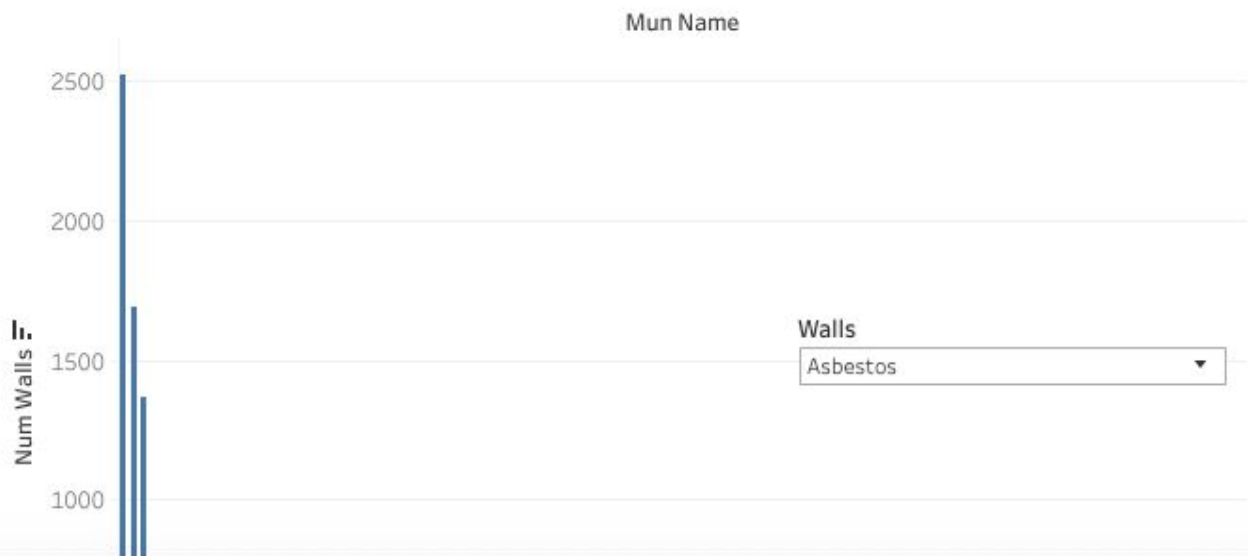 Mun Name
2500
2000
1500
1000
Num Walls
Walls
Asbestos